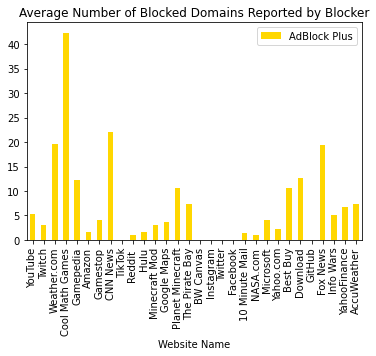 Average Number of Blocked Domains Reported by Blocker
AdBlock Plus
40
35
30
25
20
15
10
5
0
YouTube
Twitch
Weather.com
Cool Math Games
Gamepedia
Amazon
Gamestop
CNN News
TikTok
Reddit
Hulu
Minecraft Mod
Google Maps
Planet Minecraft
The Pirate Bay
BW Canvas
Instagram
Twitter
Facebook
10 Minute Mail
NASA.com
Microsoft
Yahoo.com
Best Buy
Download
GitHub
Fox News
Info Wars
YahooFinance
AccuWeather
Website Name